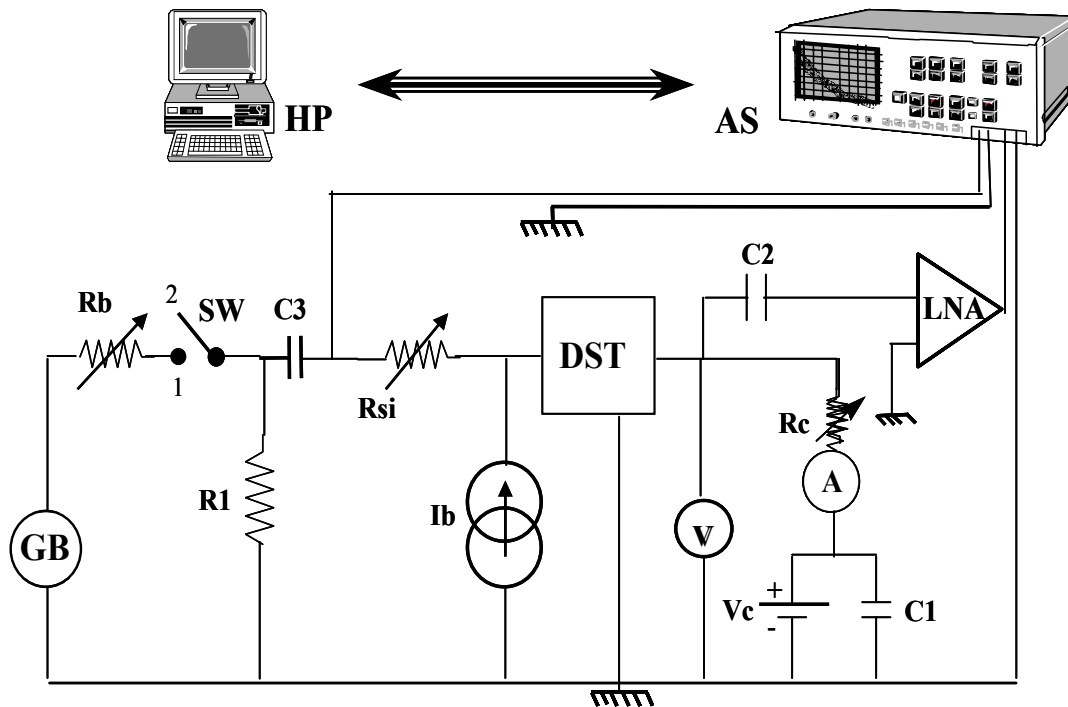 HP
AS
C2
Rb
2
SW
C3
LNA
DST
1
Rsi
Rc
A
R1
Ib
GB
V
+
Vc
-
C1